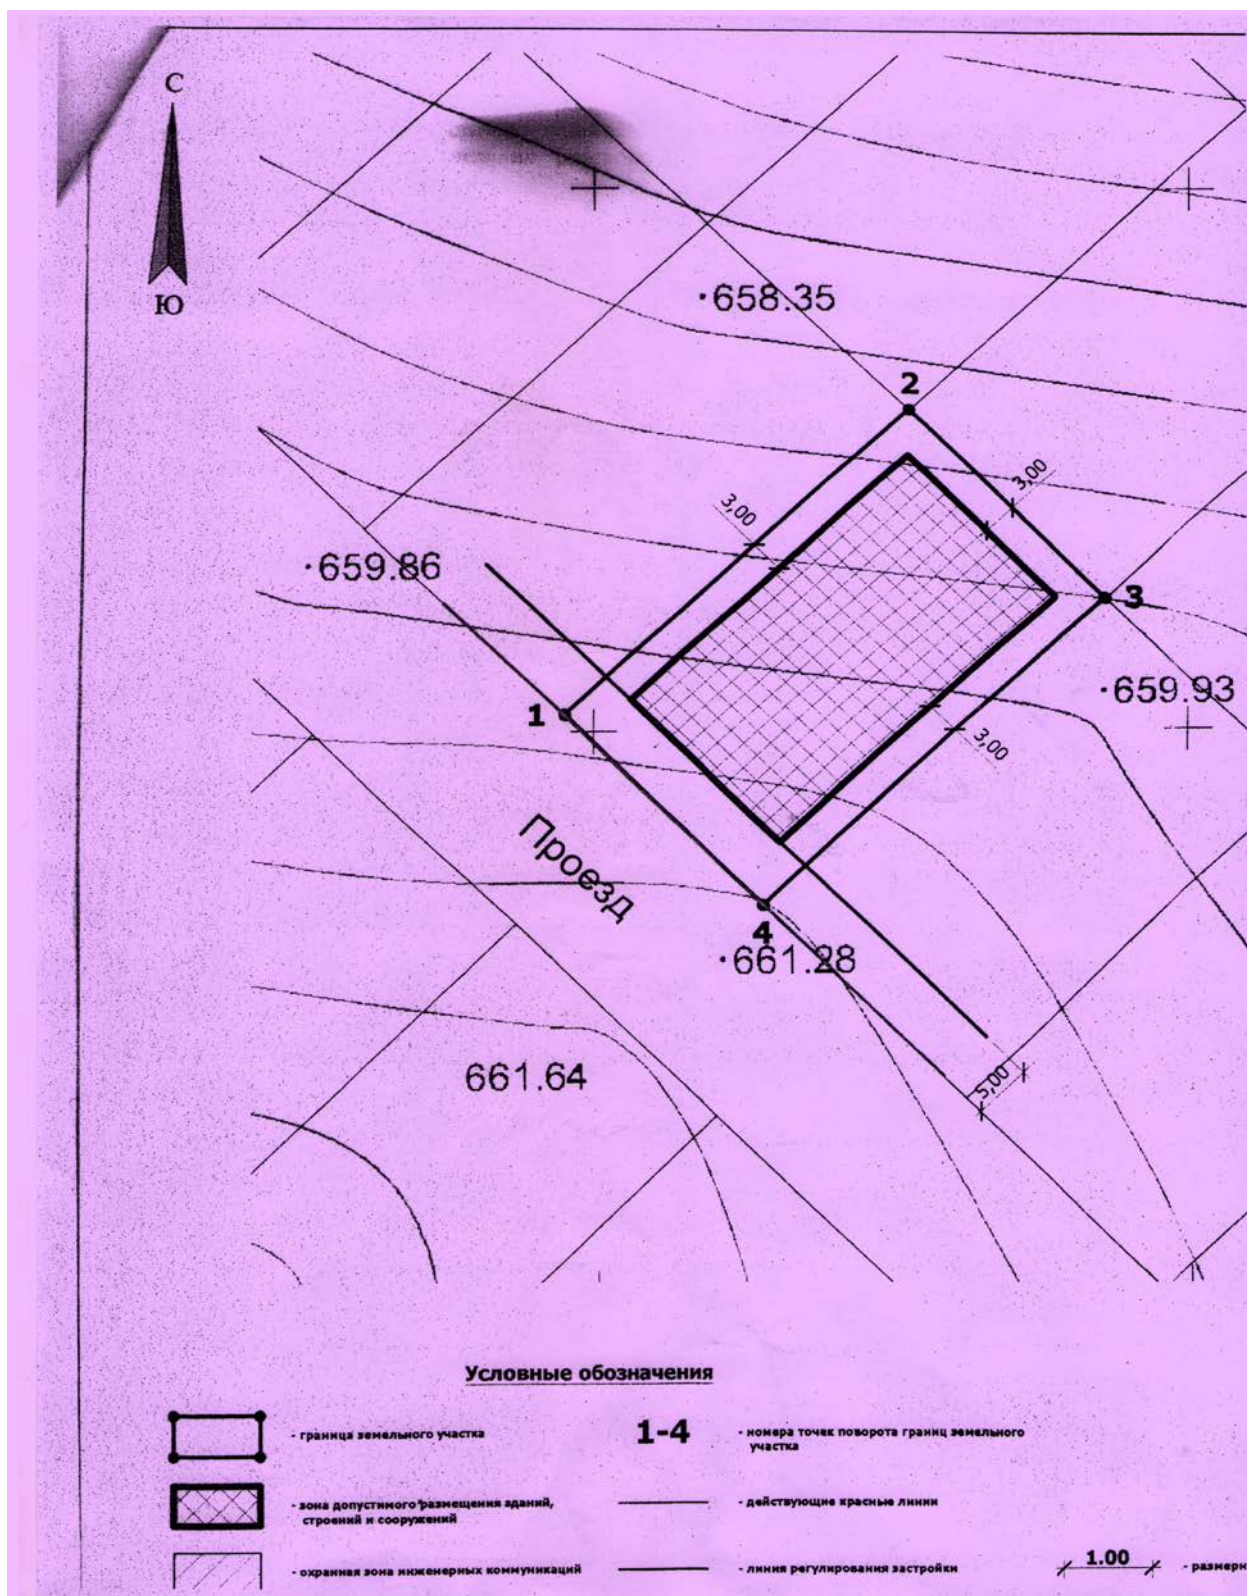 С
Ю
658.35
2
3,00
3,00
659.86
3
659.93
1
3,00
Проезд
4
661.28
661.64
5,00
Условные обозначения
- граница земельного участка
1-4
- номера точек поворота границ земельного
участка
- зона допустимого размещения зданий,
строений и сооружений
- действующие красные линии
- охранная зона инженерных коммуникаций
- линия регулирования застройки
1.00
- размерн